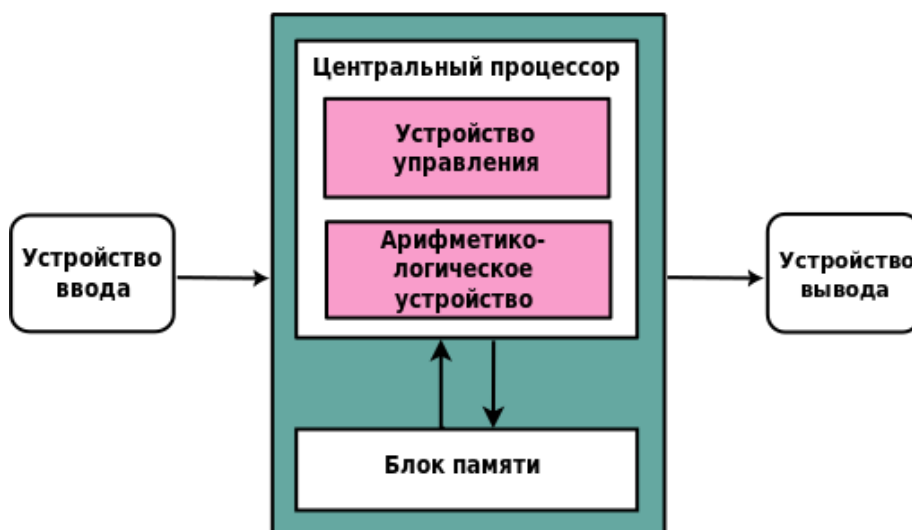 Центральный процессор
Устройство
управления
Арифметико-
логическое
устройство
Устройство
ввода
Устройство
вывода
Блок памяти